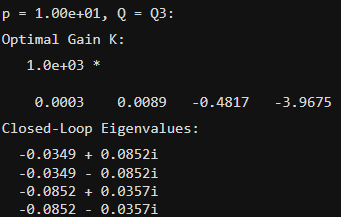 p = 1.00e+01, Q = Q3:
Optimal Gain K:
1.0e+03 *
0.0003 0.0089 -0.4817 -3.9675
Closed-Loop Eigenvalues:
-0.0349 + 0.0852i
-0.0349 - 0.0852i
-0.0852 + 0.0357i
-0.0852 - 0.0357i